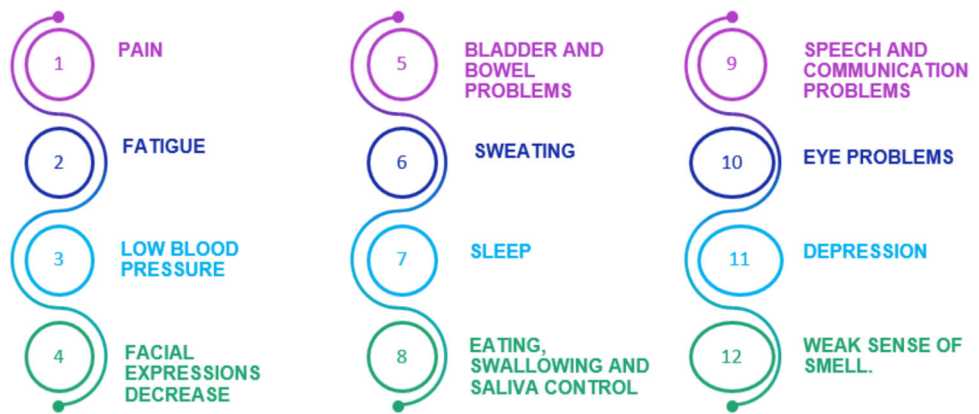 1
PAIN
2
FATIGUE
3
LOW BLOOD
PRESSURE
4
FACIAL
EXPRESSIONS
DECREASE
5
BLADDER AND
BOWEL
PROBLEMS
6
SWEATING
7
SLEEP
8
EATING,
SWALLOWING AND
SALIVA CONTROL
9
SPEECH AND
COMMUNICATION
PROBLEMS
10
EYE PROBLEMS
11
DEPRESSION
12
WEAK SENSE OF
SMELL.